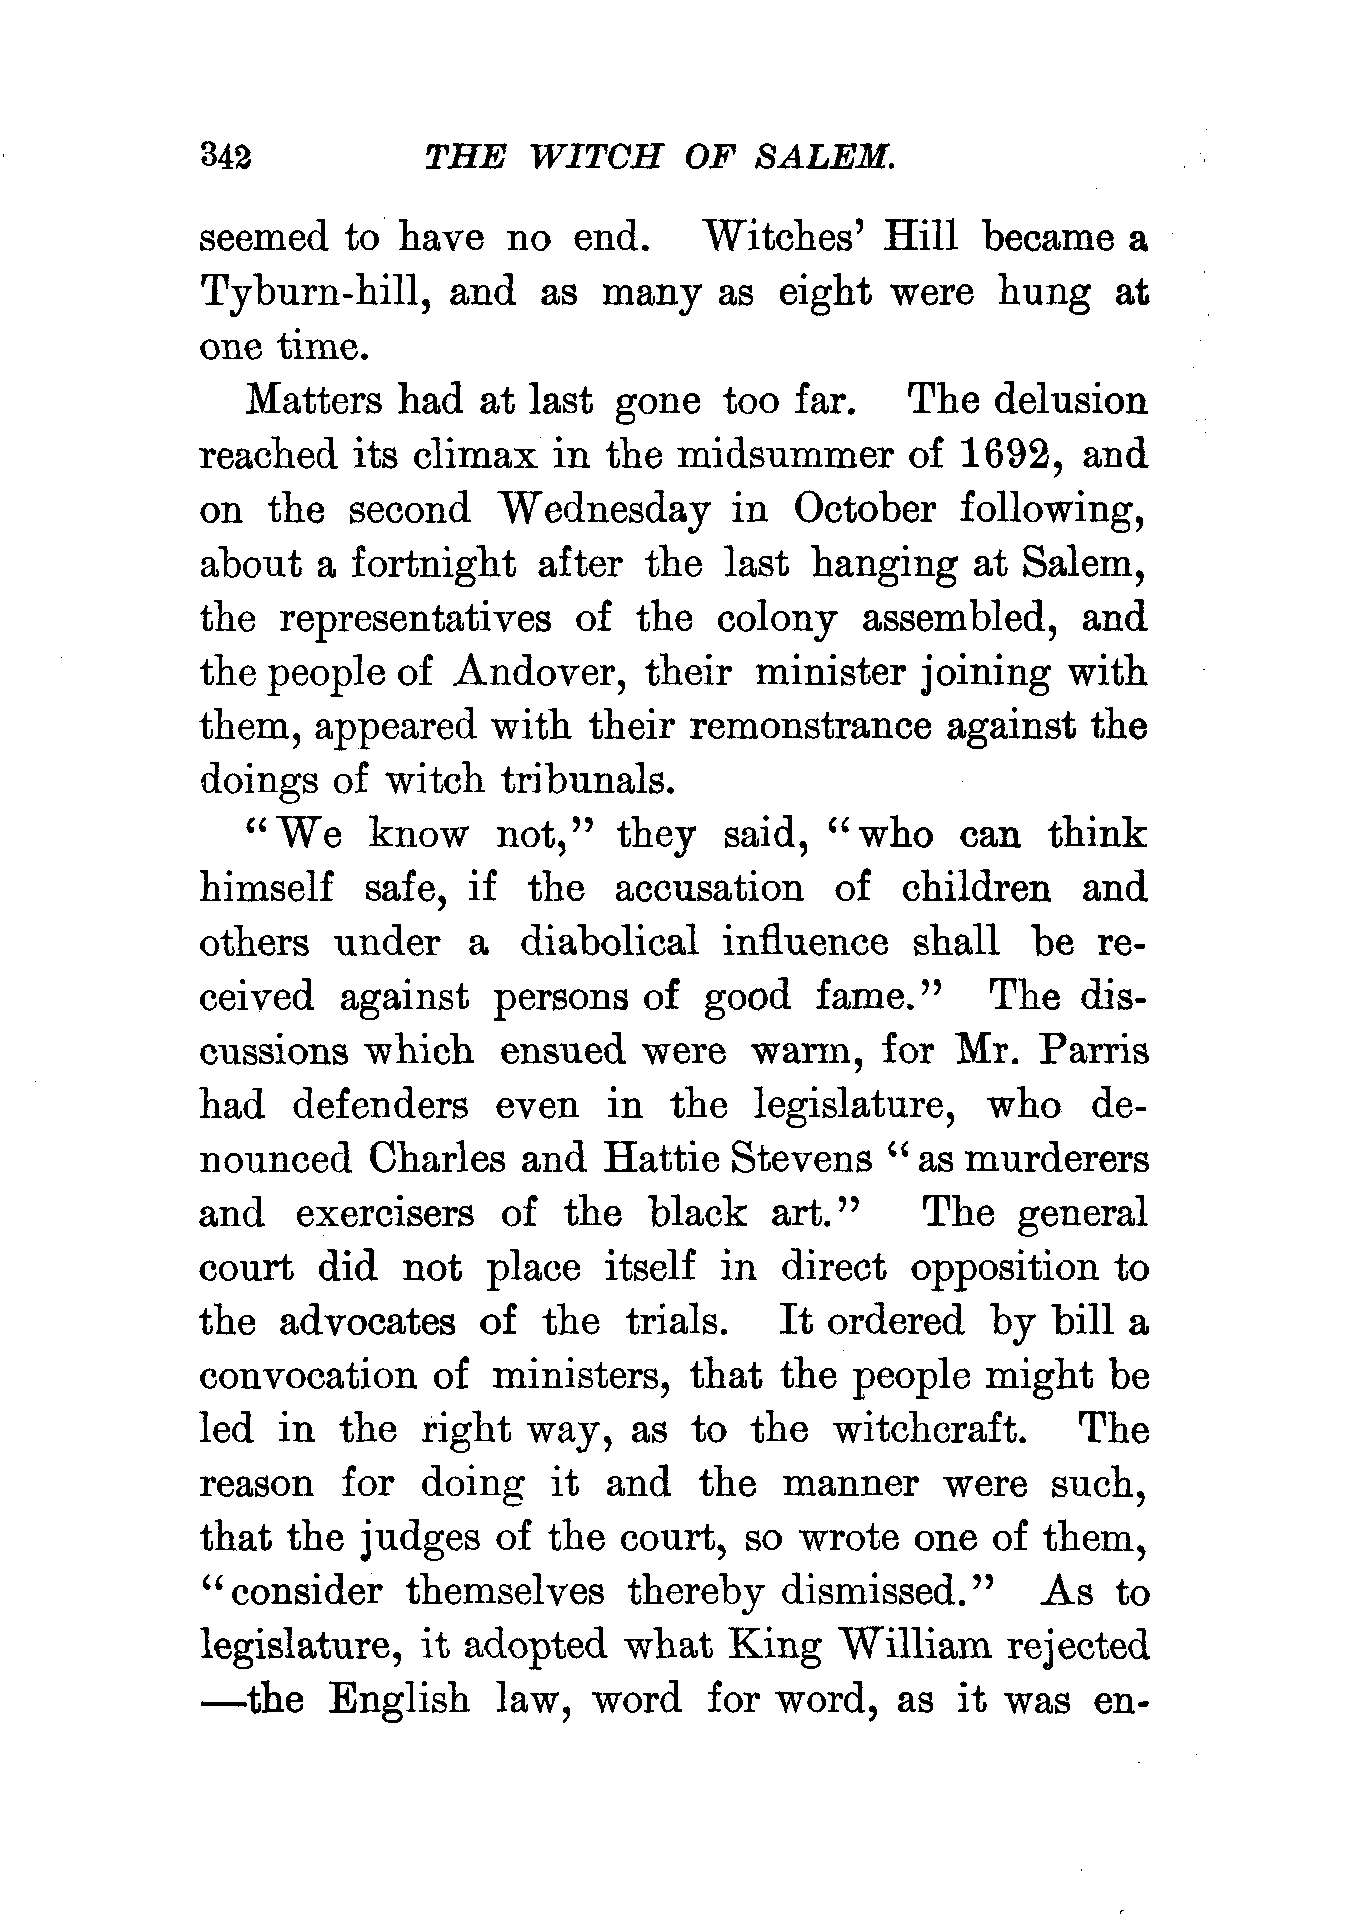 342 THE WITCH OF SALEM.
seemed to have no end. Witches' Hill became a
Tyburn-hill, and as many as eight were hung at
one time.
Matters had at last gone too far. The delusion
reached its climax in the midsummer of 1692, and
on the second Wednesday in October following,
about a fortnight after the last hanging at Salem,
the representatives of the colony assembled, and
the people of Andover, their minister joining with
them, appeared with their remonstrance against the
doings of witch tribunals.
"We know not," they said, "who can think
himself safe, if the accusation of children and
others under a diabolical influence shall be re-
ceived against persons of good fame." The dis-
cussions which ensued were warm, for Mr. Parris
had defenders even in the legislature, who de-
nounced Charles and Hattie Stevens "as murderers
and exercisers of the black art." The general
court did not place itself in direct opposition to
the advocates of the trials. It ordered by bill a
convocation of ministers, that the people might be
led in the right way, as to the witchcraft. The
reason for doing it and the manner were such,
that the judges of the court, so wrote one of them,
"consider themselves thereby dismissed." As to
legislature, it adopted what King William rejected
—the English law, word for word, as it was en-